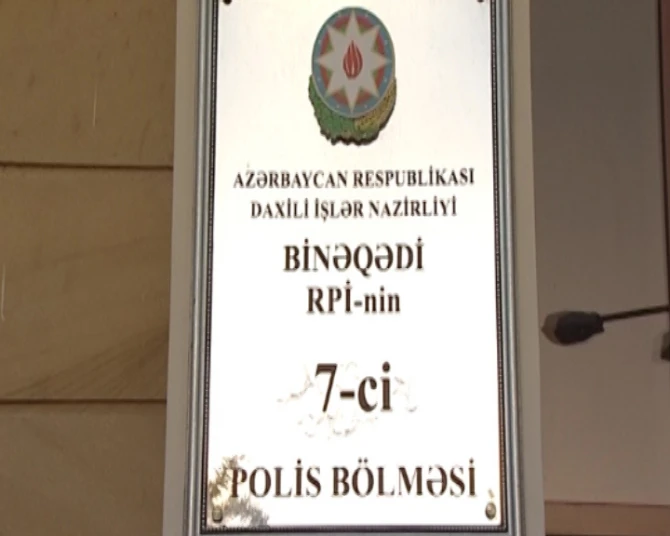 AZƏRBAYCAN RESPUBLİKASI
DAXİLİ İŞLƏR NAZİRLİYİ
BİNƏQƏDİ
RPİ-nin
7-ci
POLİS BÖLMƏSİ